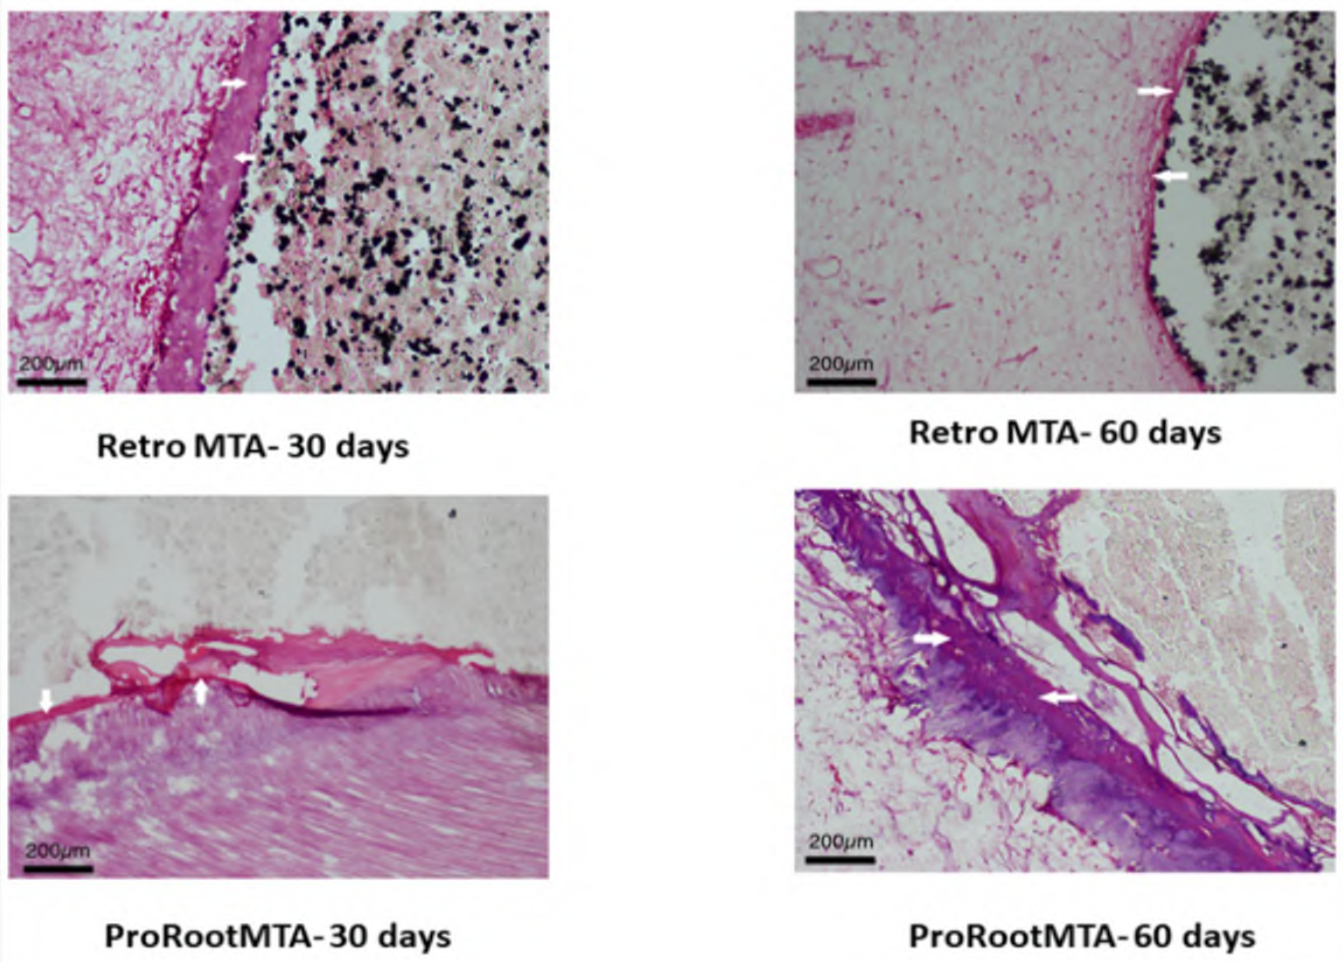 200µm
200µm
Retro MTA- 30 days
Retro MTA- 60 days
200µm
200µm
ProRootMTA-30 days
ProRootMTA-60 days